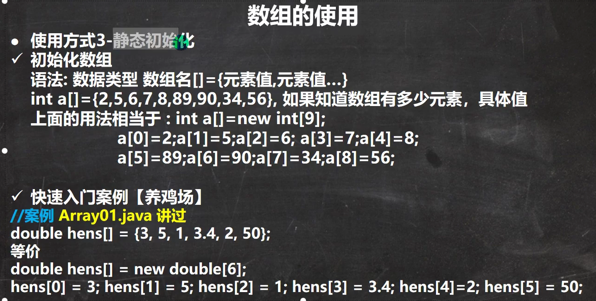 数组的使用
● 使用方式3-静态初始化
✓ 初始化数组
语法: 数据类型 数组名[]={元素值,元素值…}
int a[]={2,5,6,7,8,89,90,34,56}, 如果知道数组有多少元素，具体值
上面的用法相当于 : int a[]=new int[9];
a[0]=2;a[1]=5;a[2]=6; a[3]=7;a[4]=8;
a[5]=89;a[6]=90;a[7]=34;a[8]=56;
✓ 快速入门案例【养鸡场】
//案例 Array01.java 讲过
double hens[] = {3, 5, 1, 3.4, 2, 50};
等价
double hens[] = new double[6];
hens[0] = 3; hens[1] = 5; hens[2] = 1; hens[3] = 3.4; hens[4]=2; hens[5] = 50;